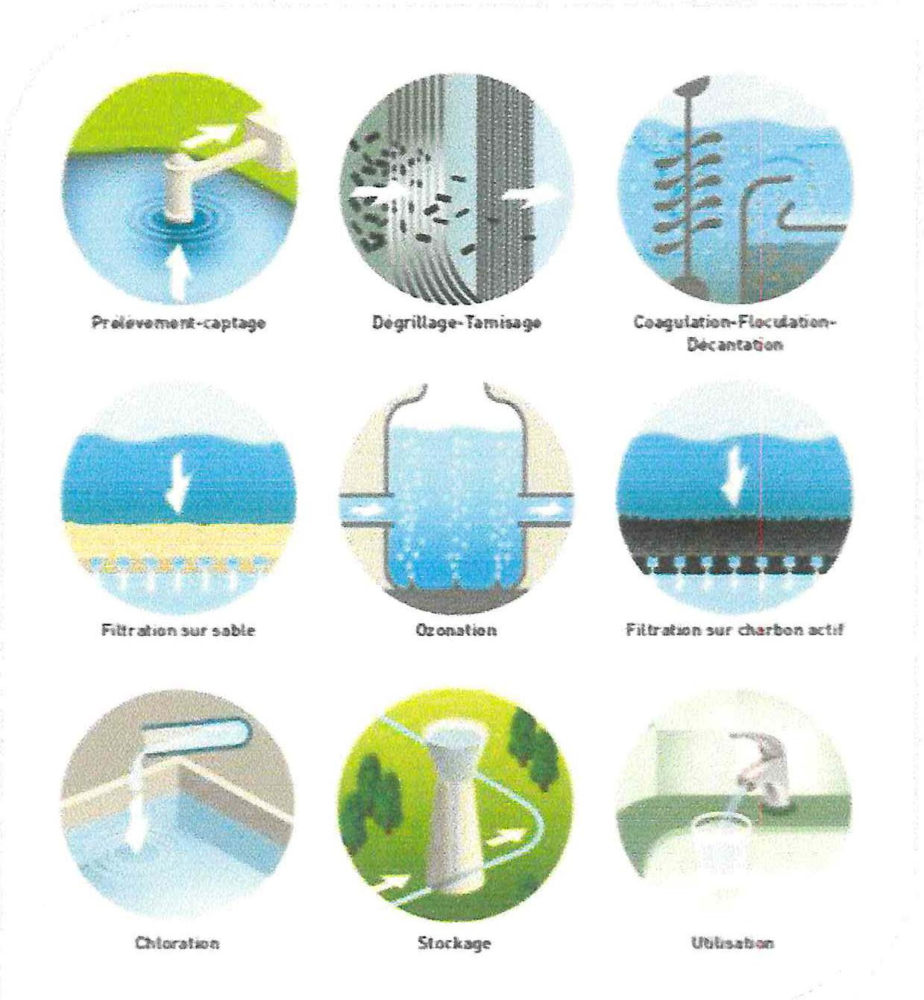 Prélèvement-captage
Dégrillage-Tamisage
Coagulation-Floculation-
Décantation
Filtration sur sable
Ozonation
Filtration sur charbon actif
Chloration
Stockage
Utilisation